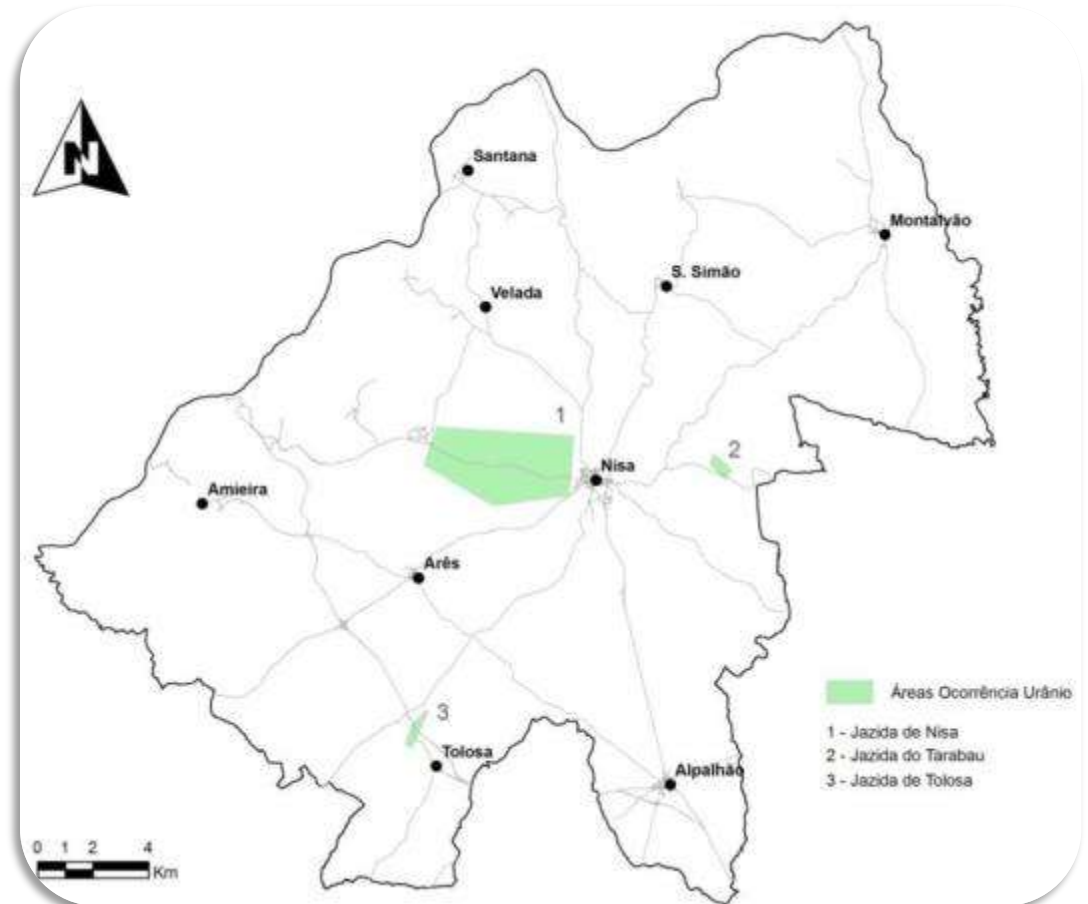 N
Santana
Montalvão
S. Simão
Velada
1
2
Nisa
Amieira
Arês
3
Tolosa
Alpalhão
Áreas Ocorrência Urânio
1 - Jazida de Nisa
2 - Jazida do Tarabau
3 - Jazida de Tolosa
0 1 2 4
Km